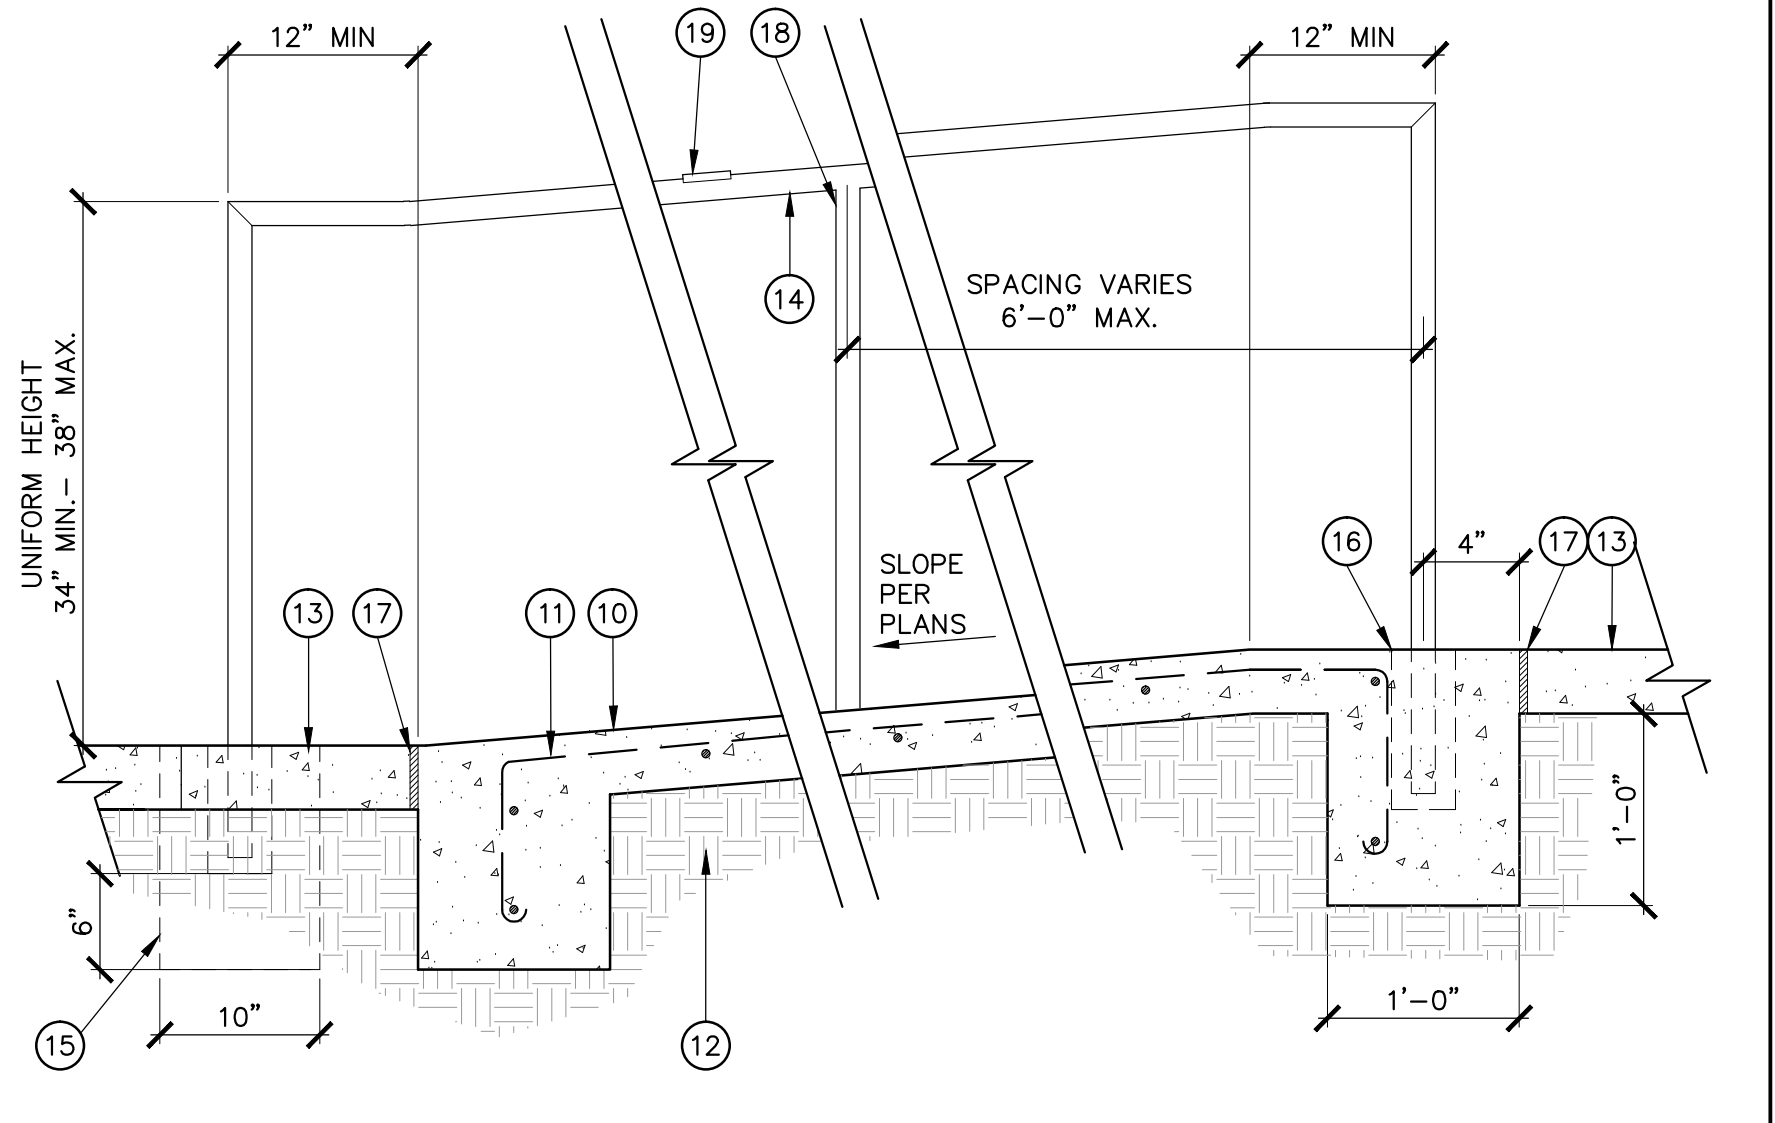 12” MIN
19
18
12” MIN
14
SPACING VARIES
6’–0” MAX.
UNIFORM HEIGHT
34” MIN.– 38” MAX.
13
17
11
10
SLOPE
PER
PLANS
16
4”
17
13
1’–0”
6”
10”
15
12
1’–0”